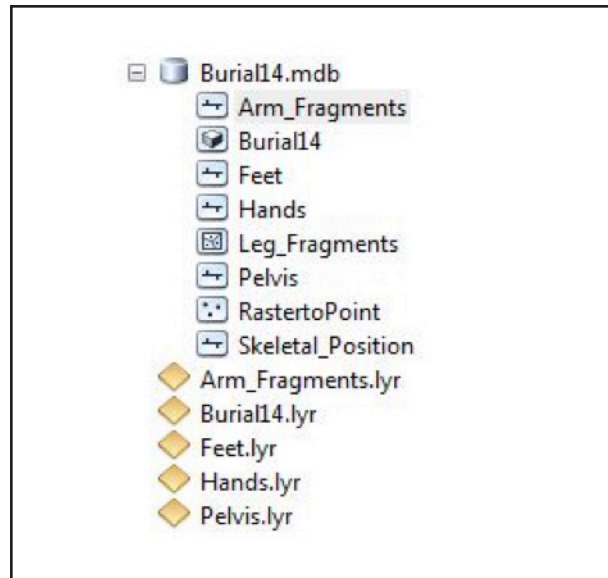 Burial14.mdb
Arm_Fragments
Burial14
Feet
Hands
Leg_Fragments
Pelvis
RastertoPoint
Skeletal_Position
Arm_Fragments.lyr
Burial14.lyr
Feet.lyr
Hands.lyr
Pelvis.lyr